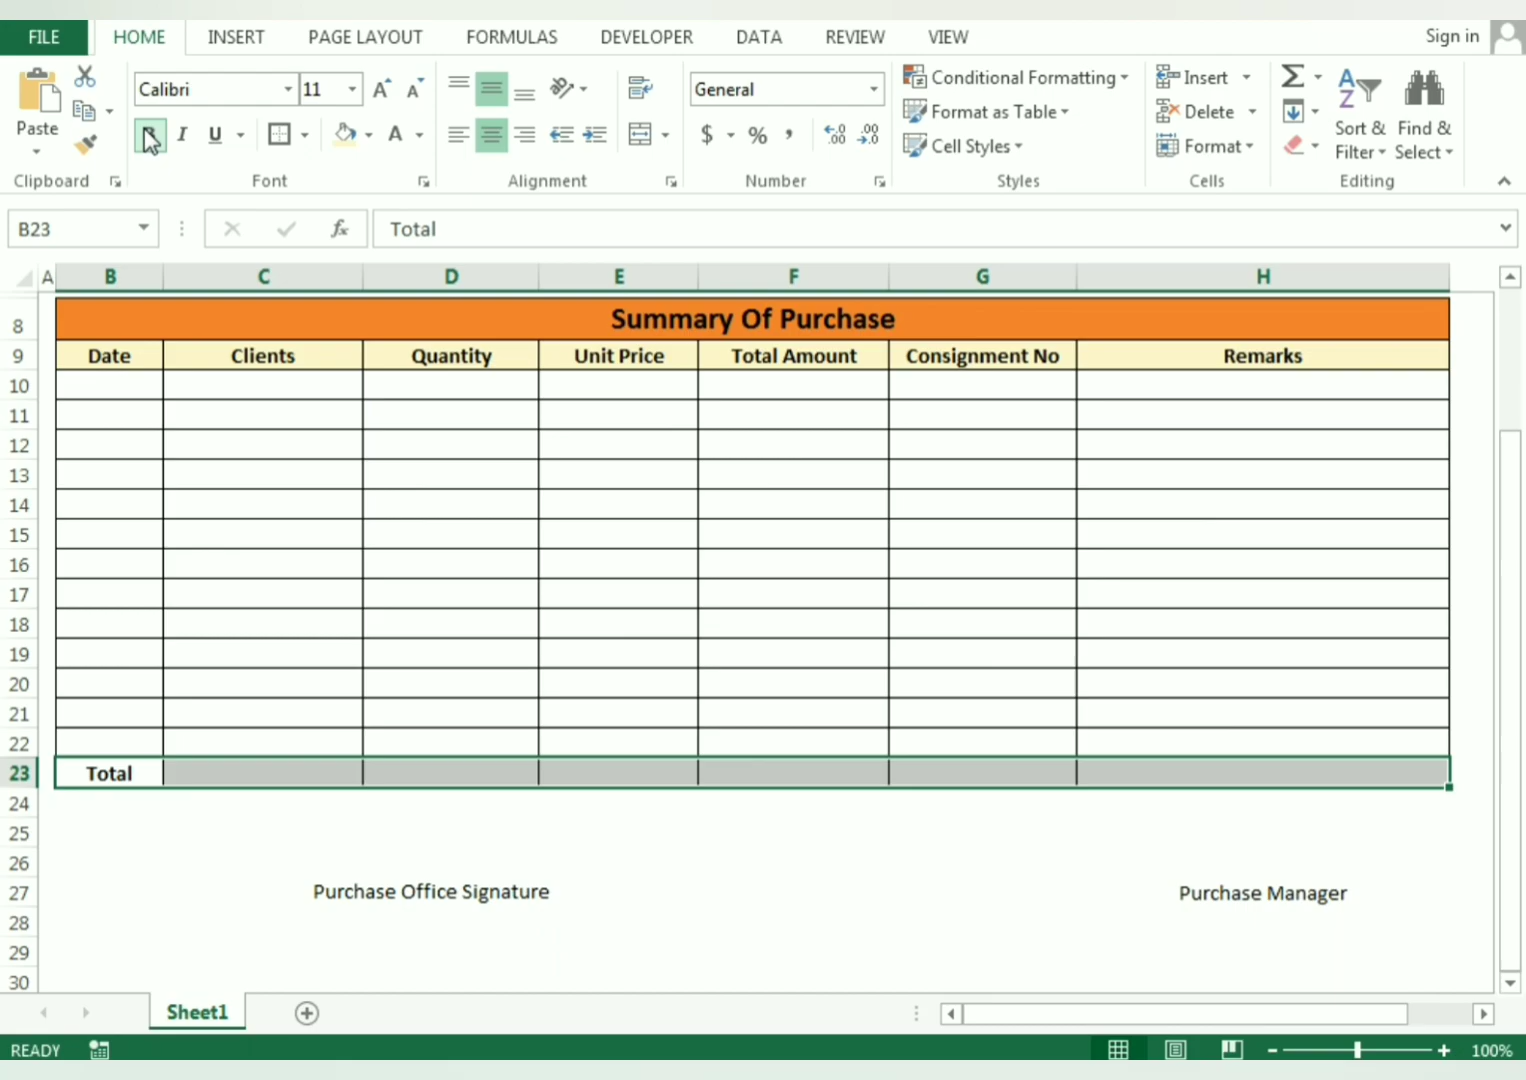 FILE HOME INSERT PAGE LAYOUT FORMULAS DEVELOPER DATA REVIEW VIEW Sign in
Calibri 11 General Conditional Formatting Insert
Format as Table Delete
Paste I U A $ % , Cell Styles Format Sort & Filter Find & Select
Clipboard Font Alignment Number Styles Cells Editing
B23 fx Total
A B C D E F G H
8 Summary Of Purchase
9 Date Clients Quantity Unit Price Total Amount Consignment No Remarks
10
11
12
13
14
15
16
17
18
19
20
21
22
23 Total
24
25
26
27 Purchase Office Signature Purchase Manager
28
29
30
Sheet1
READY 100%